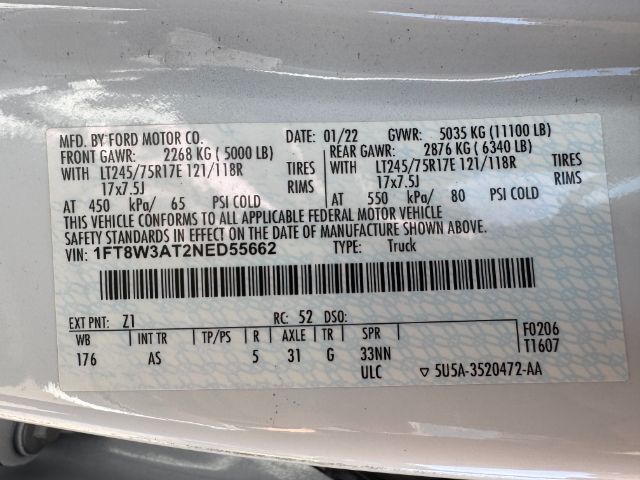 MFD. BY FORD MOTOR CO. DATE: 01/22 GVWR: 5035 KG (11100 LB)
FRONT GAWR: 2268 KG ( 5000 LB) REAR GAWR: 2876 KG ( 6340 LB)
WITH LT245/75R17E 121/118R TIRES WITH LT245/75R17E 121/118R TIRES
17x7.5J RIMS 17x7.5J RIMS
AT 450 kPa/ 65 PSI COLD AT 550 kPa/ 80 PSI COLD
THIS VEHICLE CONFORMS TO ALL APPLICABLE FEDERAL MOTOR VEHICLE
SAFETY STANDARDS IN EFFECT ON THE DATE OF MANUFACTURE SHOWN ABOVE.
VIN: 1FT8W3AT2NED55662 TYPE: Truck
EXT PNT: Z1 RC: 52 DSO:
WB INT TR TP/PS R AXLE TR SPR F0206
176 AS 5 31 G 33NN T1607
ULC ▽ 5U5A-3520472-AA